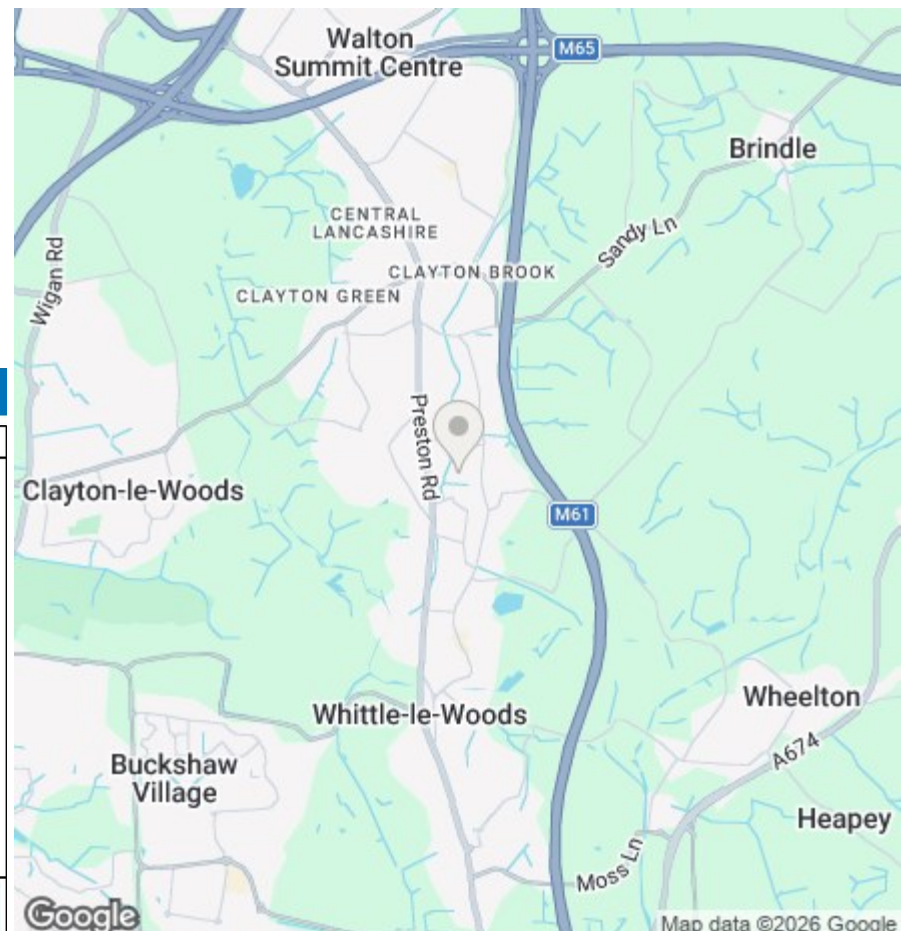 Walton
Summit Centre
M65
Brindle
CENTRAL
LANCASHIRE
Sandy Ln
CLAYTON BROOK
CLAYTON GREEN
Wigan Rd
Preston Rd
Clayton-le-Woods
M61
Wheelton
Whittle-le-Woods
A674
Buckshaw
Village
Heapey
Moss Ln
Google
Map data ©2026 Google